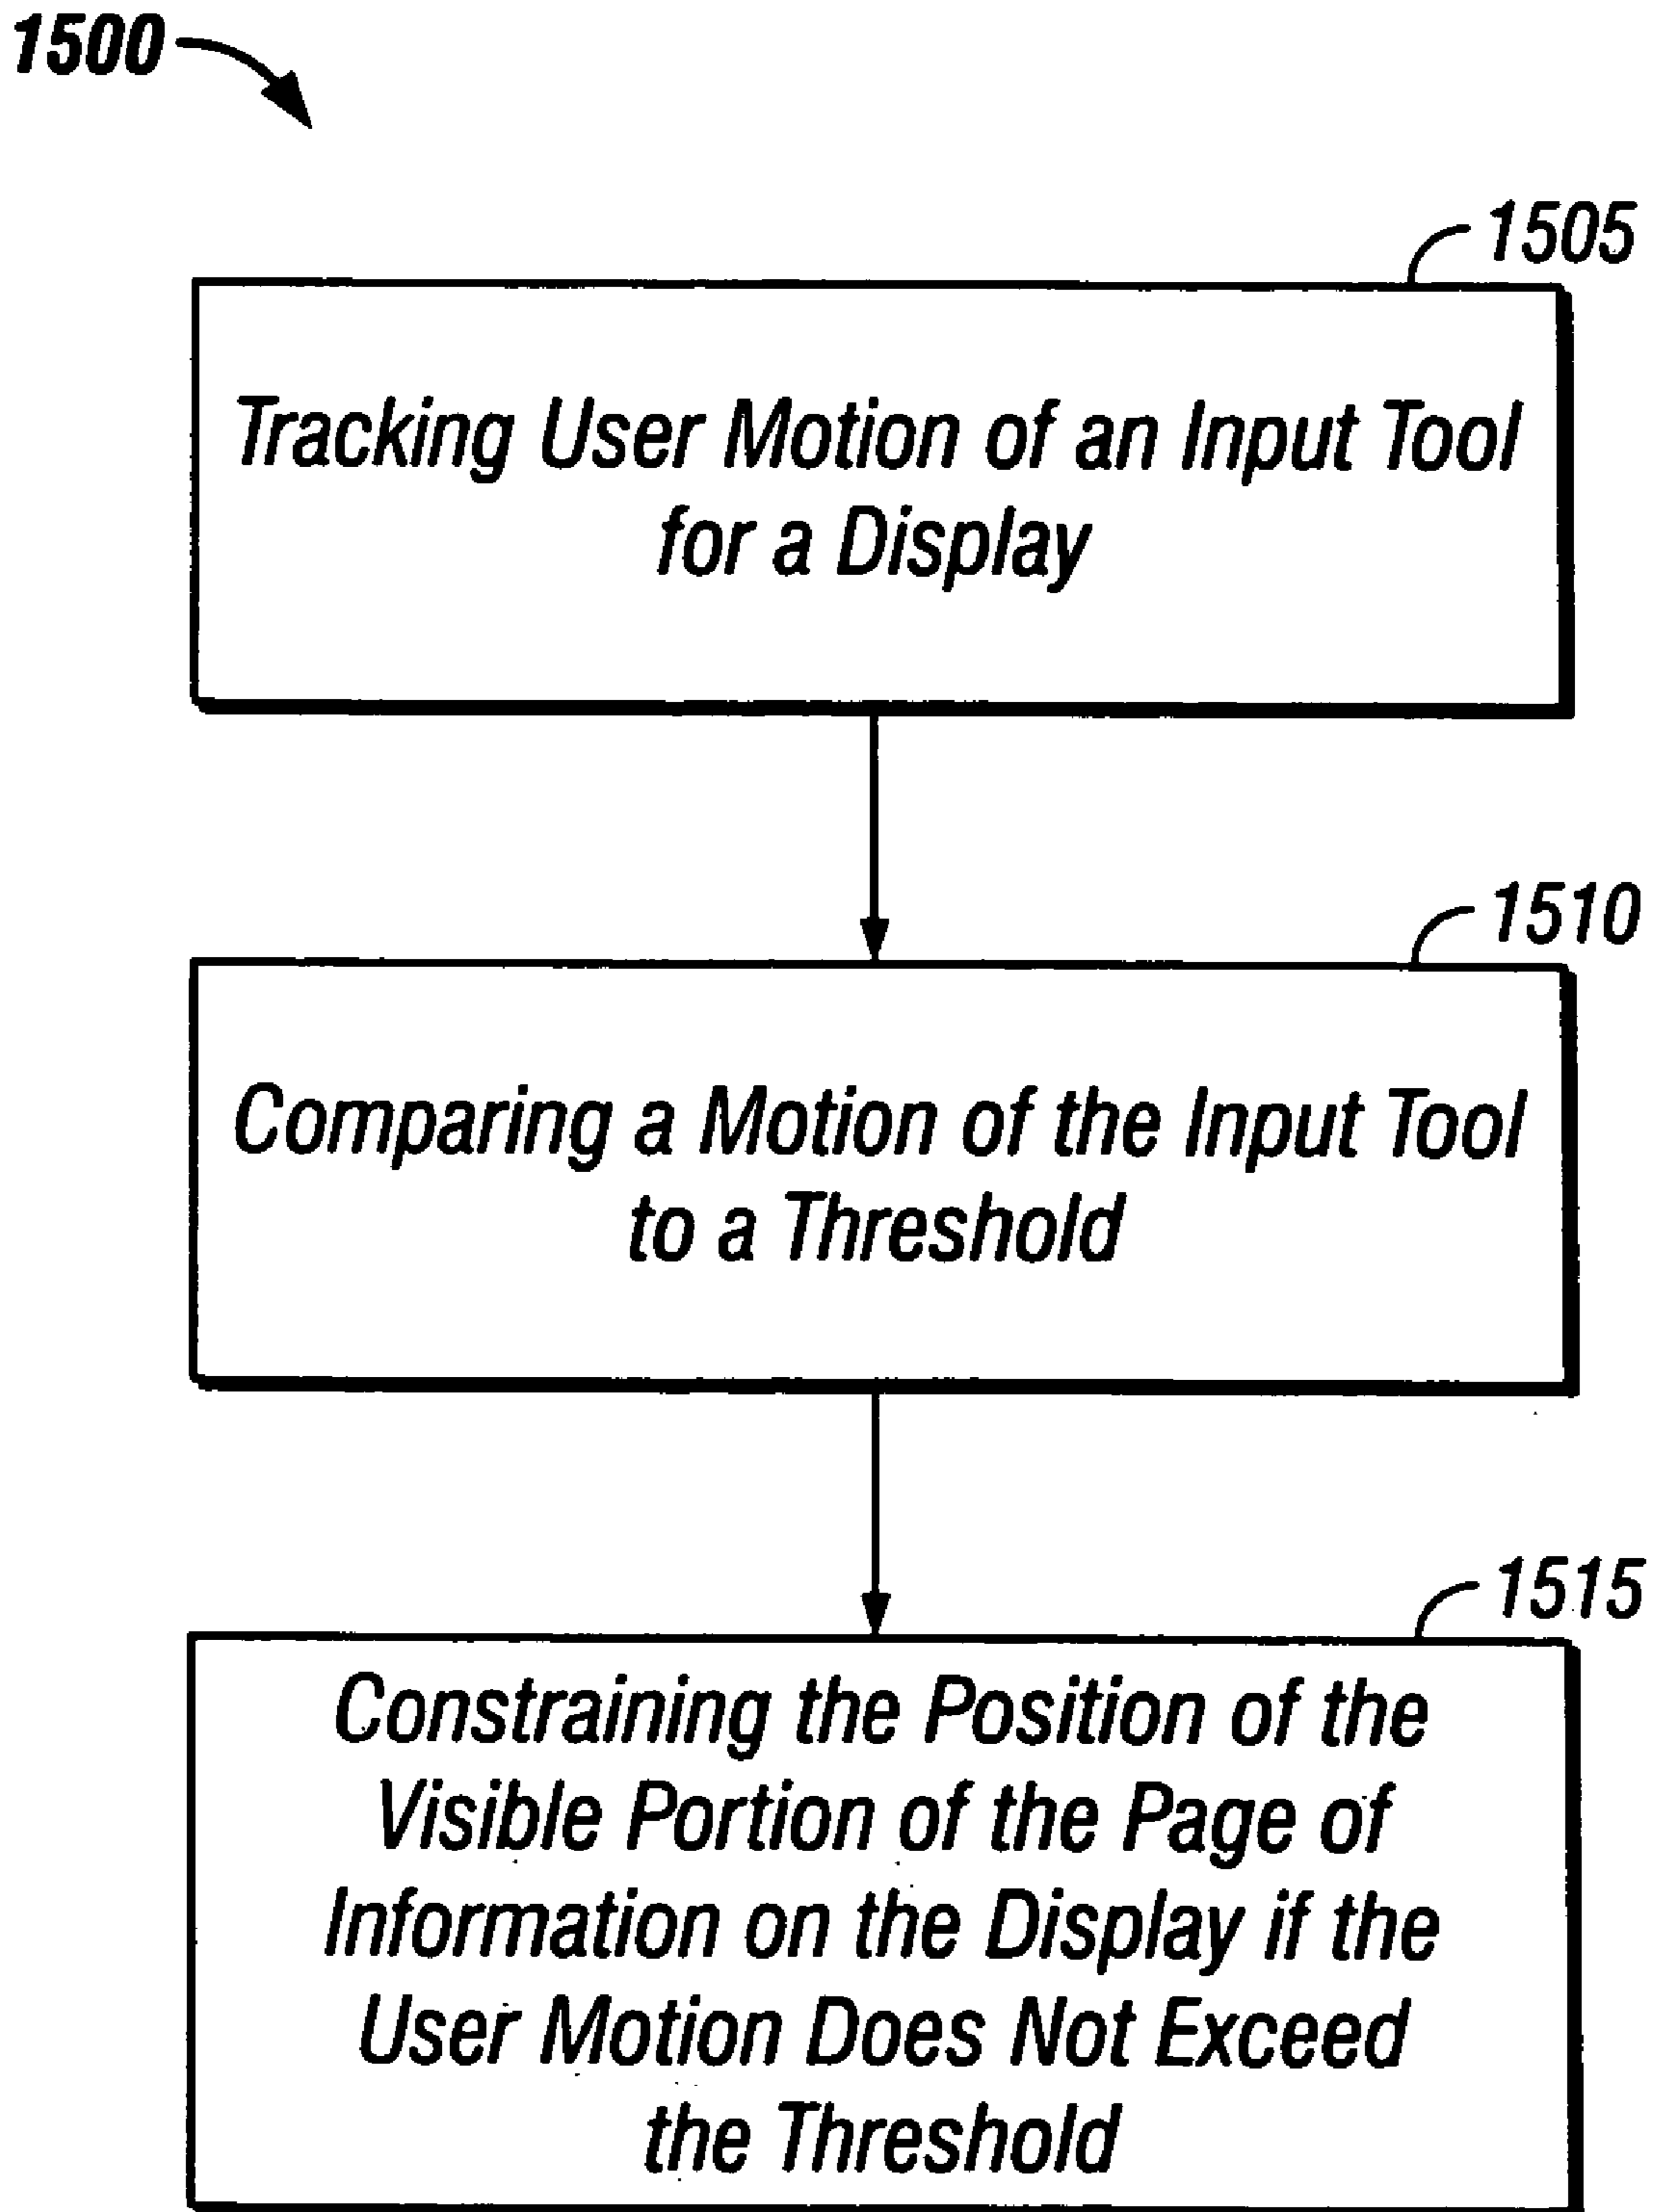 1500
1505
Tracking User Motion of an Input Tool
for a Display
1510
Comparing a Motion of the Input Tool
to a Threshold
1515
Constraining the Position of the
Visible Portion of the Page of
Information on the Display if the
User Motion Does Not Exceed
the Threshold